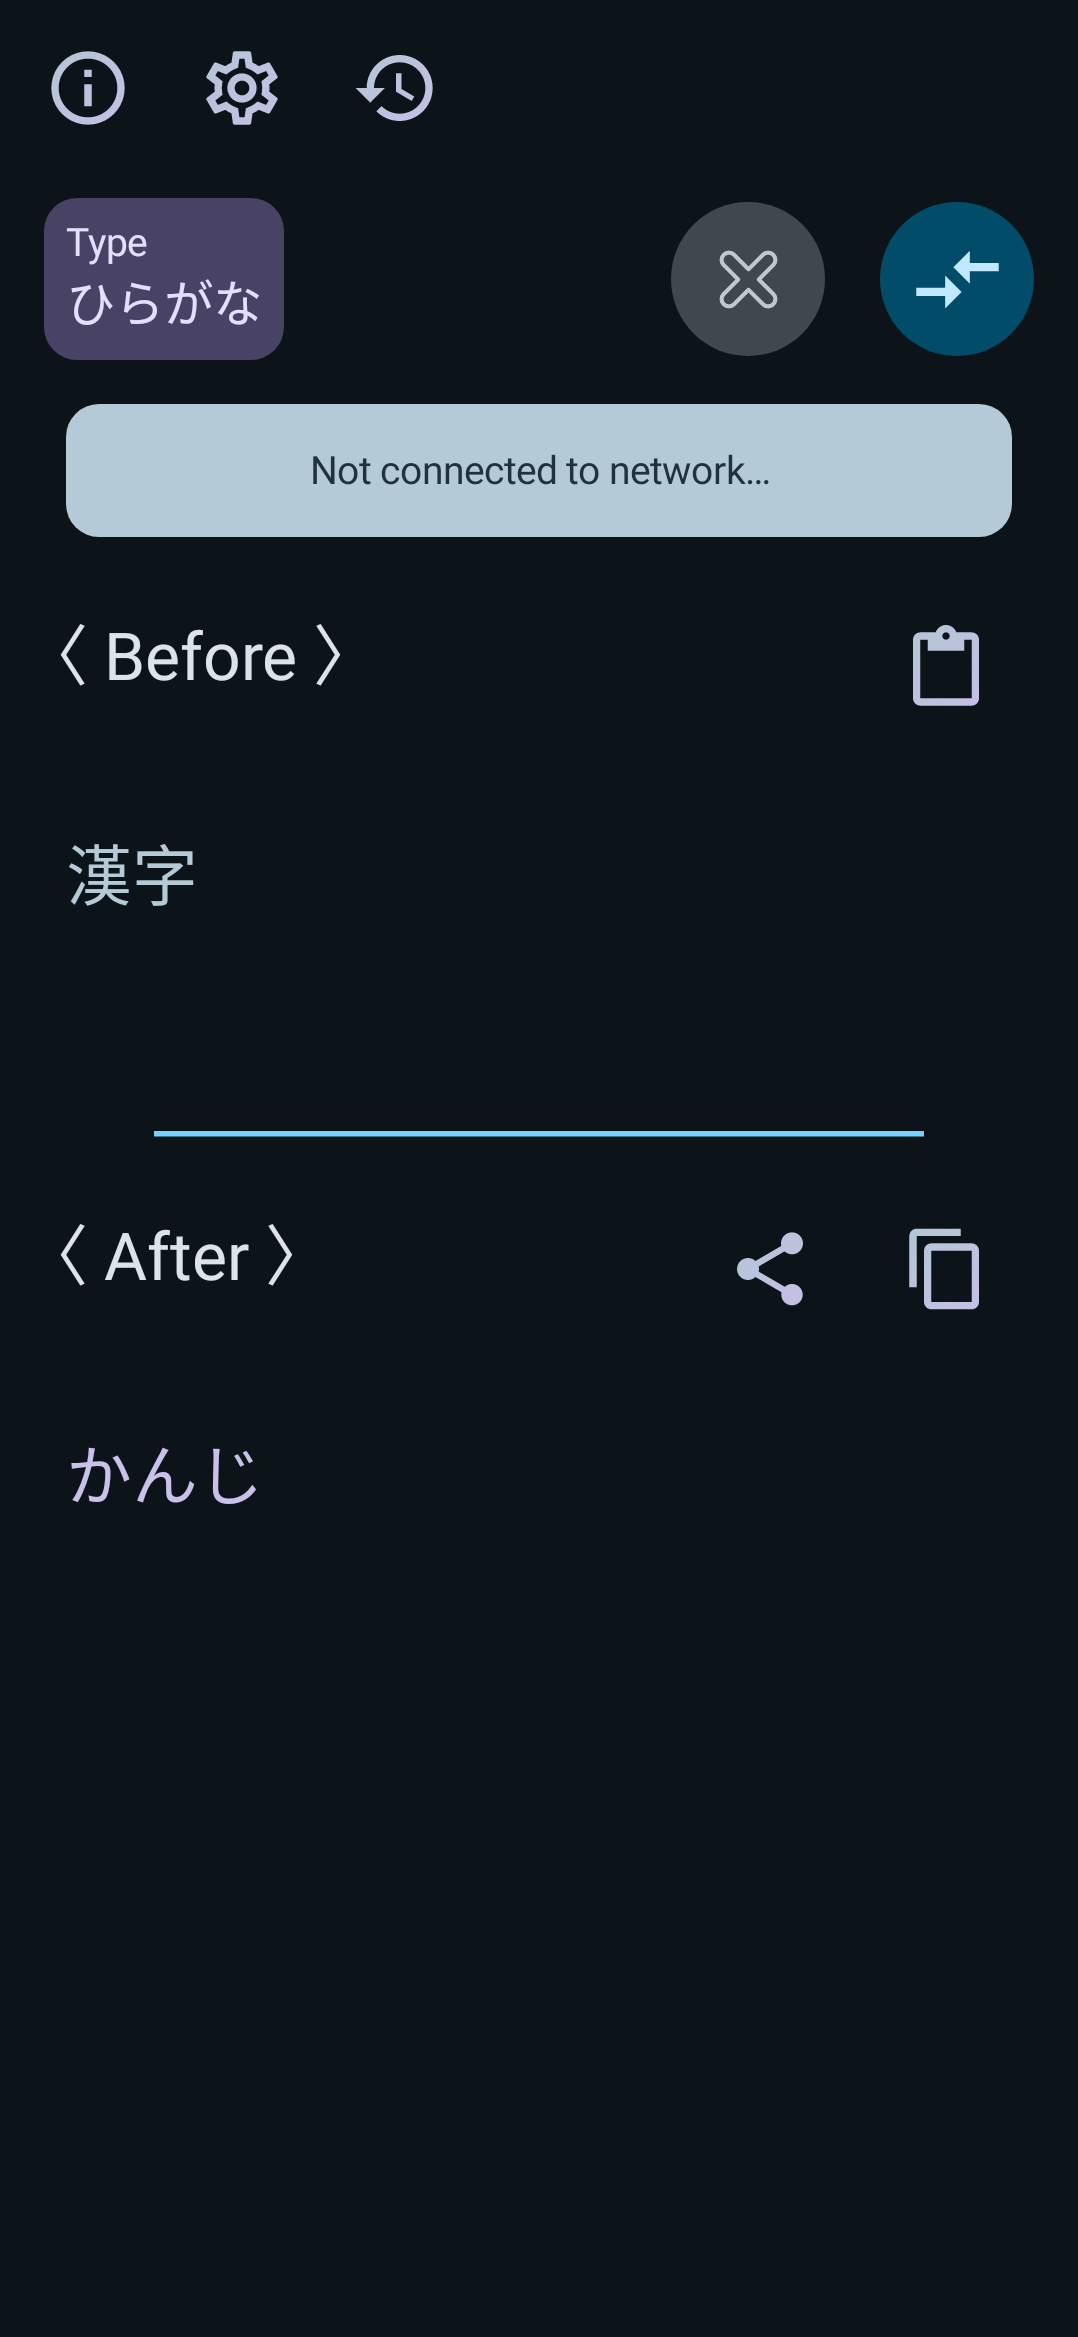 Type
ひらがな
Not connected to network...
〈 Before 〉
漢字
〈 After 〉
かんじ